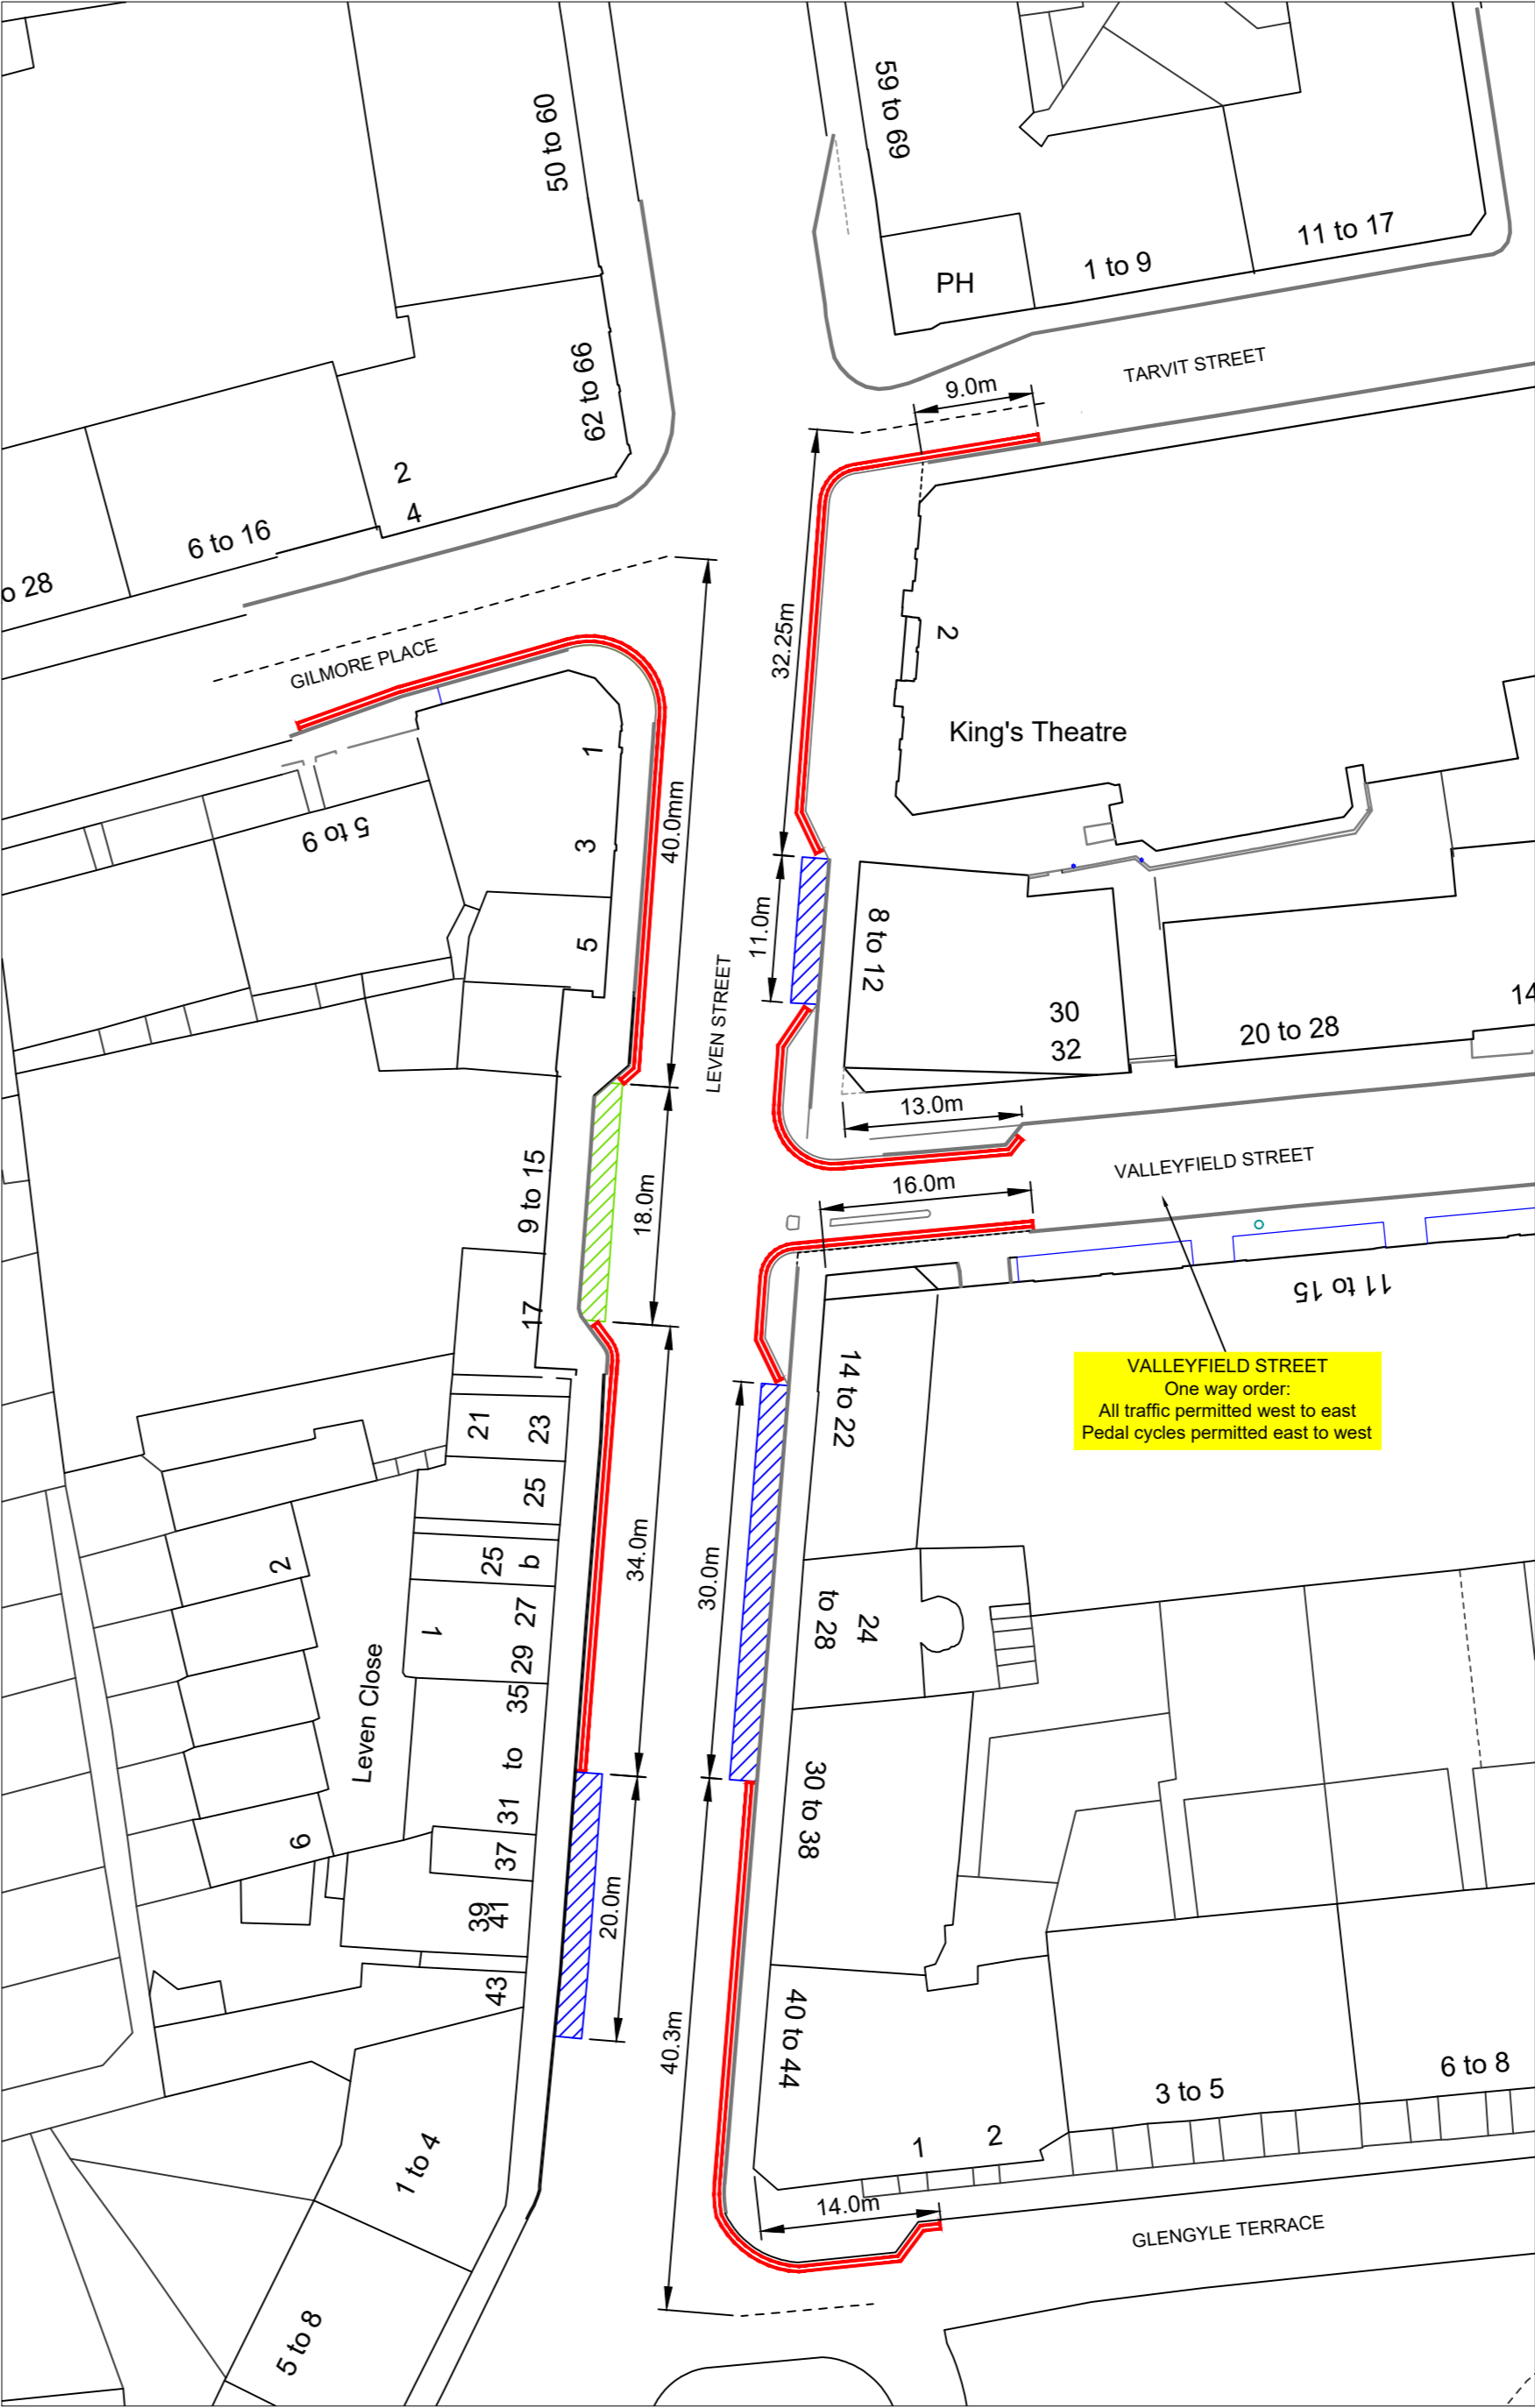 50 to 60
59 to 69
11 to 17
1 to 9
PH
TARVIT STREET
62 to 66
9.0m
2
4
6 to 16
o 28
32.25m
2
GILMORE PLACE
King's Theatre
1
3
5 to 9
40.0mm
5
11.0m
8 to 12
LEVEN STREET
30
32
20 to 28
14
13.0m
VALLEYFIELD STREET
16.0m
9 to 15
18.0m
17
11 to 15
VALLEYFIELD STREET
One way order:
All traffic permitted west to east
Pedal cycles permitted east to west
14 to 22
21
23
25
25
b
2
34.0m
30.0m
27
29
1
24
to 28
Leven Close
31 to 35
30 to 38
6
37
39
41
20.0m
43
40 to 44
40.3m
3 to 5
6 to 8
1
2
1 to 4
14.0m
GLENGYLE TERRACE
5 to 8